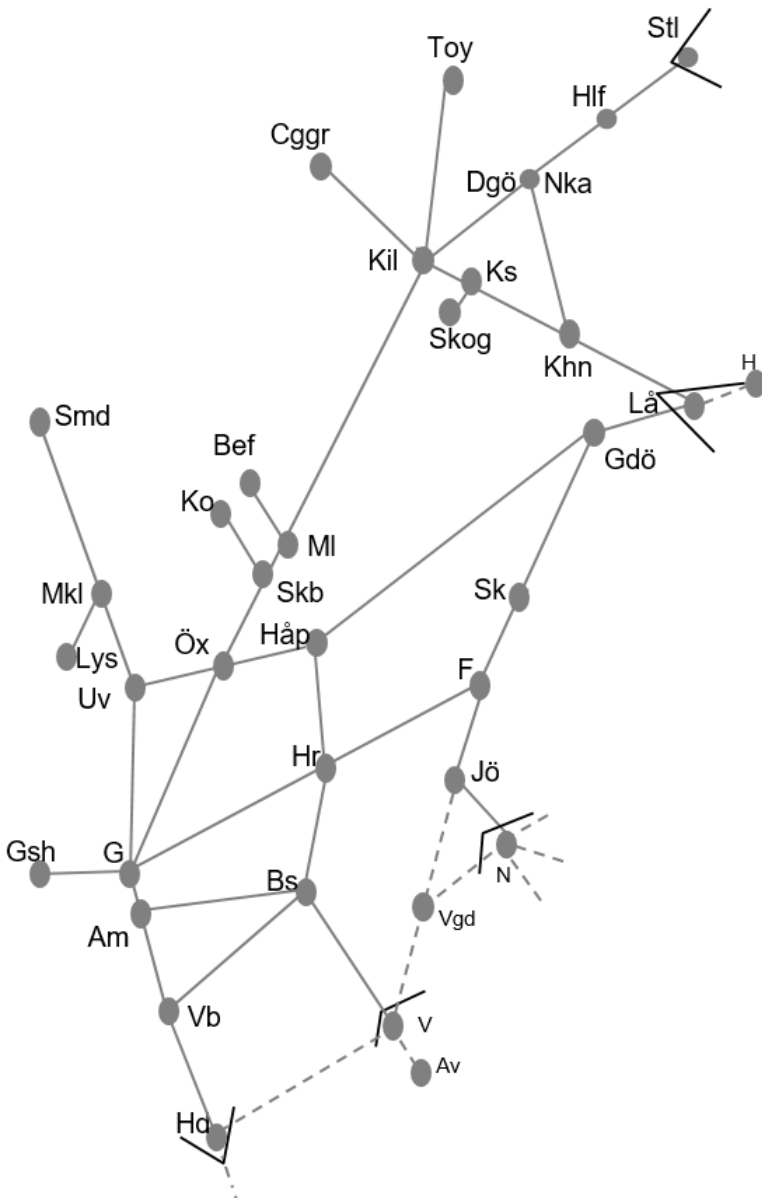 Stl
Toy
Hlf
Cggr
Dgö
Nka
Kil
Ks
Skog
Khn
H
Lå
Gdö
Smd
Bef
Ko
Ml
Mkl
Skb
Sk
Öx
Håp
Lys
Uv
F
Hr
Jö
Gsh
G
Bs
N
Am
Vgd
Vb
V
Av
Hd